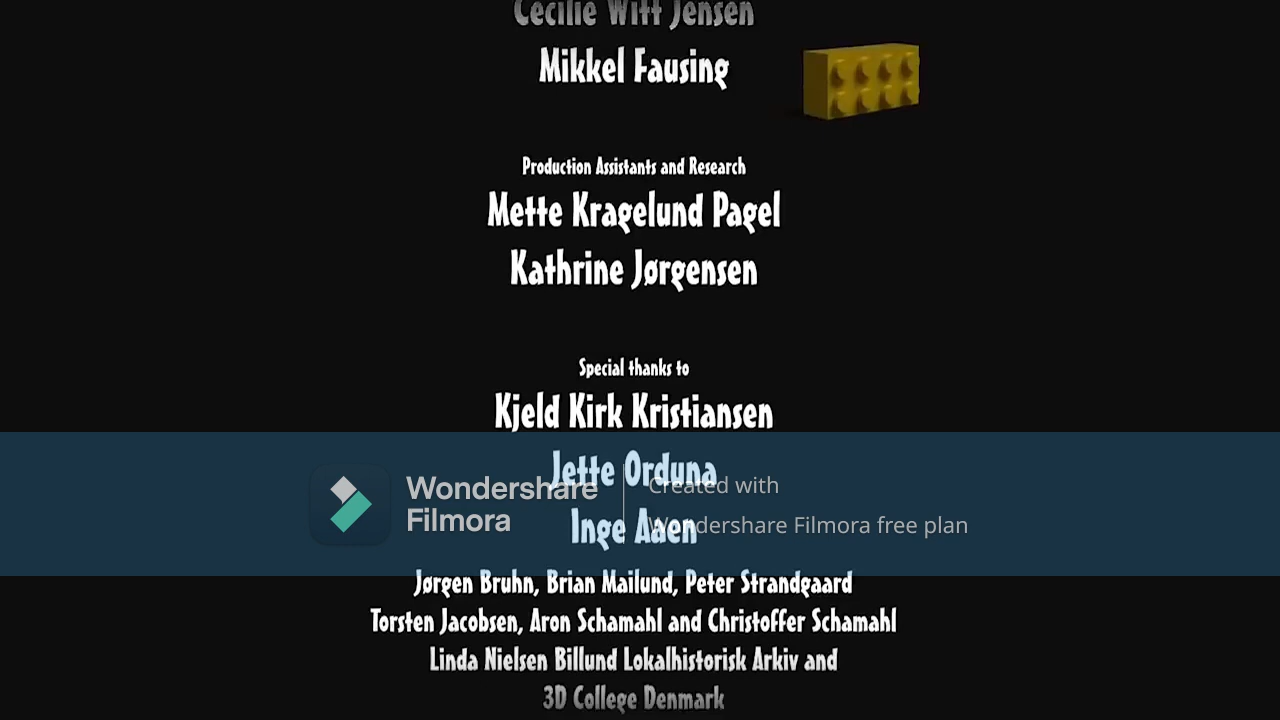 Cecilie Witt Jensen
Mikkel Fausing
Production Assistants and Research
Mette Kragelund Pagel
Kathrine Jørgensen
Special thanks to
Kjeld Kirk Kristiansen
Jette Orduna
Inge Aaen
Wondershare
Filmora
Created with
Wondershare Filmora free plan
Jørgen Bruhn, Brian Mailund, Peter Strandgaard
Torsten Jacobsen, Aron Schamahl and Christoffer Schamahl
Linda Nielsen Billund Lokalhistorisk Arkiv and
3D College Denmark